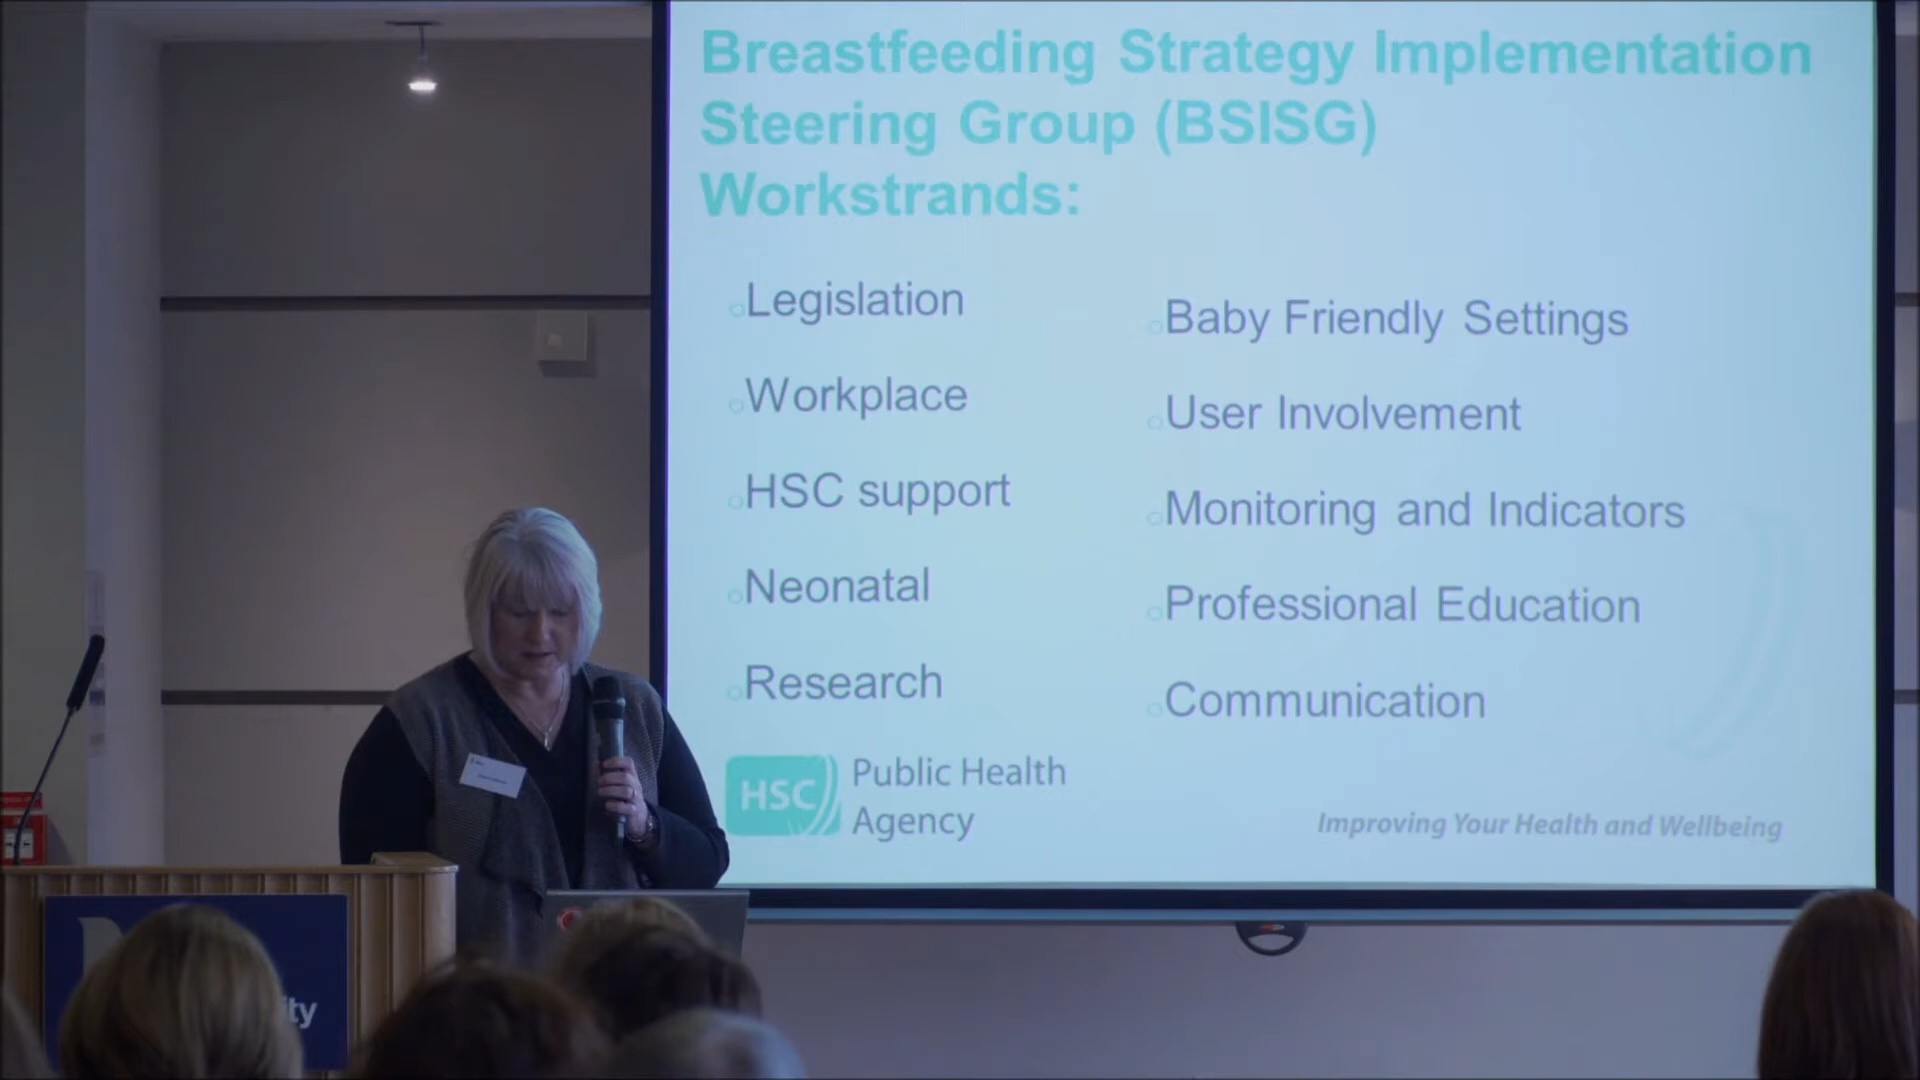 Breastfeeding Strategy Implementation
Steering Group (BSISG)
Workstrands:
Legislation
Workplace
HSC support
Neonatal
Research
Baby Friendly Settings
User Involvement
Monitoring and Indicators
Professional Education
Communication
HSC
Public Health
Agency
Improving Your Health and Wellbeing
ity